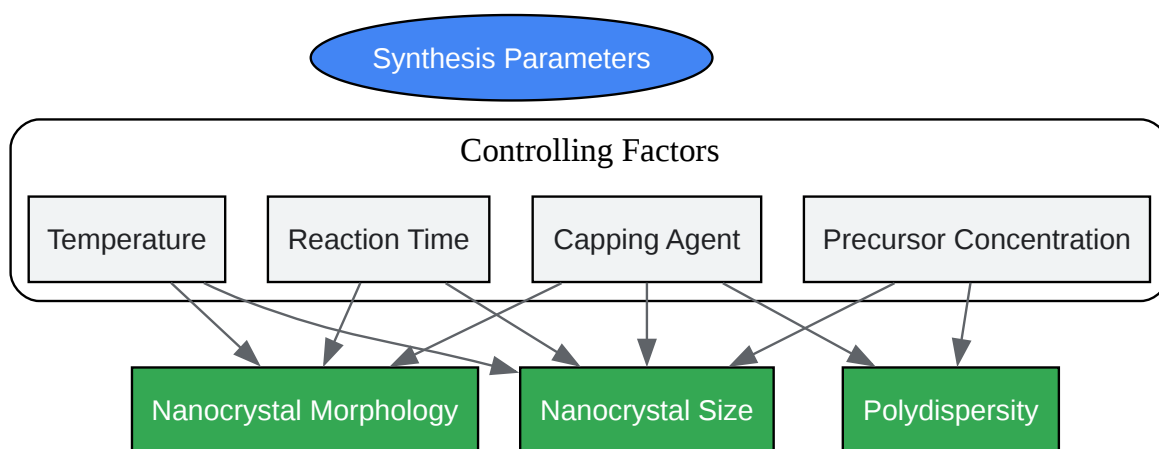 Synthesis Parameters
Controlling Factors
Temperature
Reaction Time
Capping Agent
Precursor Concentration
Nanocrystal Morphology
Nanocrystal Size
Polydispersity